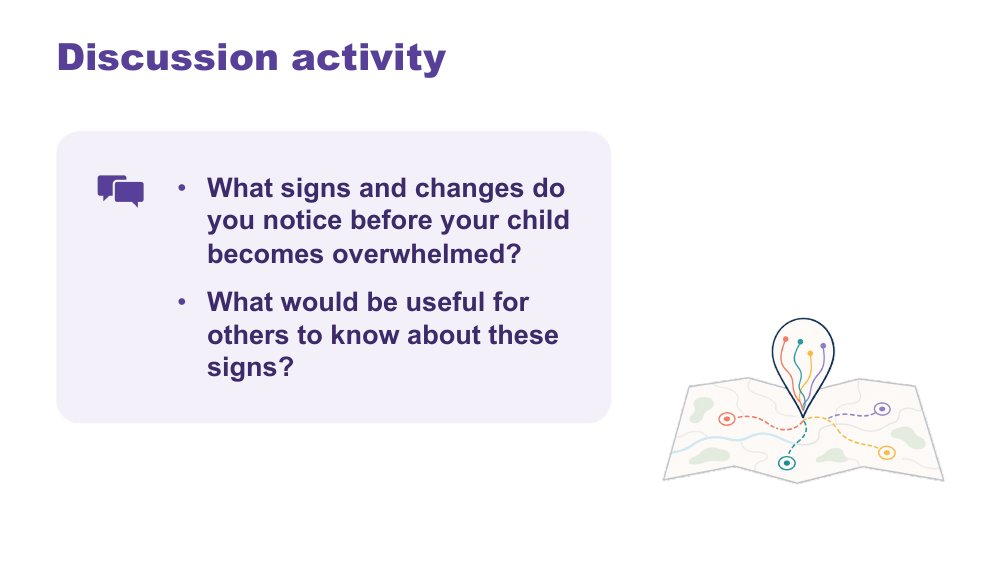 Discussion activity
• What signs and changes do
you notice before your child
becomes overwhelmed?
• What would be useful for
others to know about these
signs?